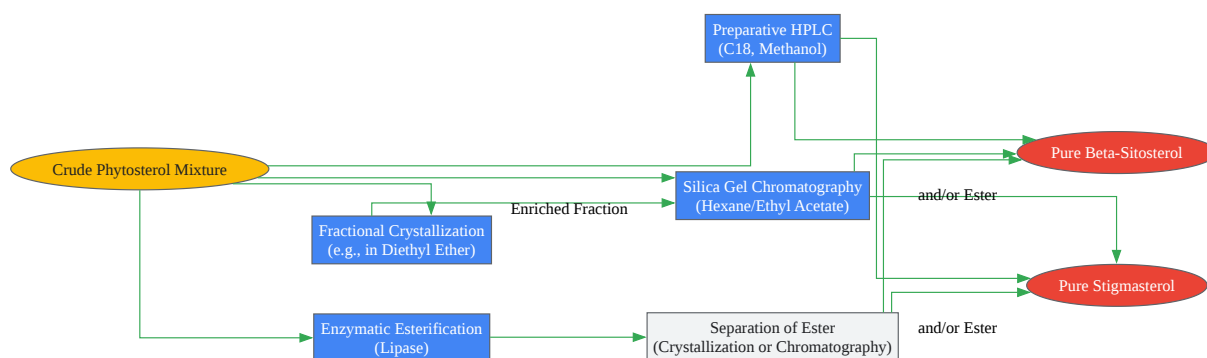 Preparative HPLC
(C18, Methanol)
Pure Beta-Sitosterol
Crude Phytosterol Mixture
Silica Gel Chromatography
(Hexane/Ethyl Acetate)
and/or Ester
Enriched Fraction
Fractional Crystallization
(e.g., in Diethyl Ether)
Pure Stigmasterol
Enzymatic Esterification
(Lipase)
Separation of Ester
(Crystallization or Chromatography)
and/or Ester